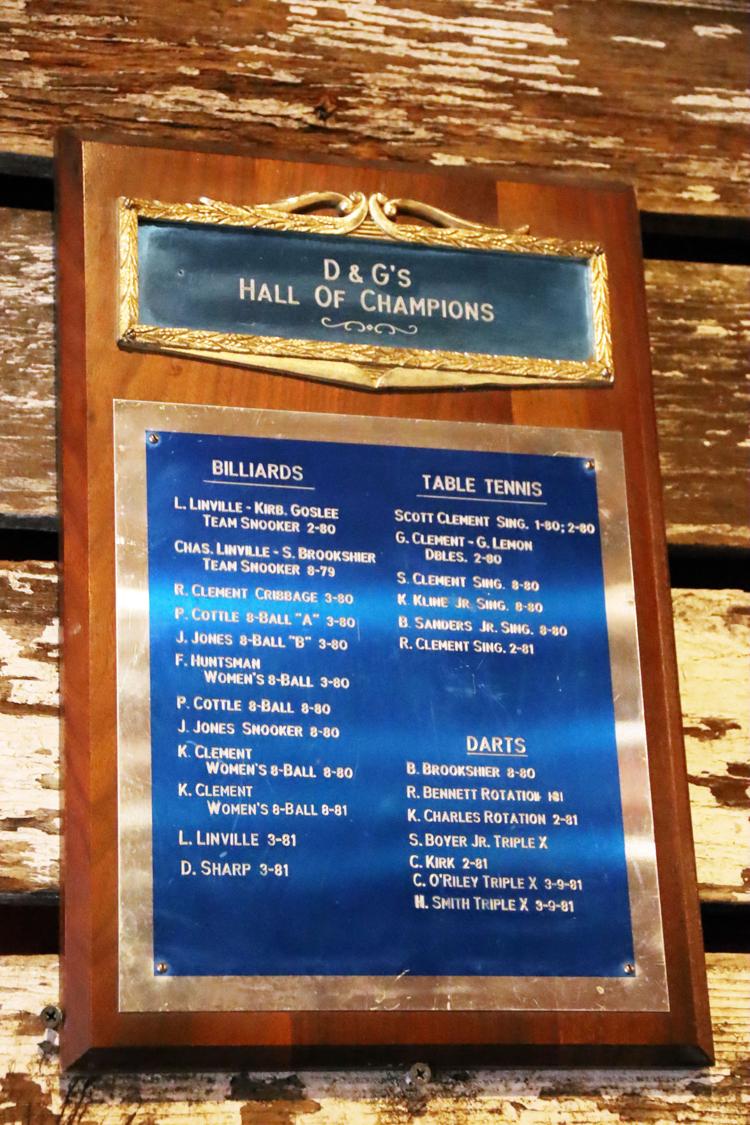 D & G'S
HALL OF CHAMPIONS
BILLIARDS
L. LINVILLE - KIRB. GOSLEE
TEAM SNOOKER 2-80
CHAS. LINVILLE - S. BROOKSHIER
TEAM SNOOKER 8-79
R. CLEMENT CRIBBAGE 3-80
P. COTTLE 8-BALL "A" 3-80
J. JONES 8-BALL "B" 3-80
F. HUNTSMAN
WOMEN'S 8-BALL 3-80
P. COTTLE 8-BALL 8-80
J. JONES SNOOKER 8-80
K. CLEMENT
WOMEN'S 8-BALL 8-80
K. CLEMENT
WOMEN'S 8-BALL 8-81
L. LINVILLE 3-81
D. SHARP 3-81
TABLE TENNIS
SCOTT CLEMENT SING. 1-80; 2-80
G. CLEMENT - G. LEMON
DBLES. 2-80
S. CLEMENT SING. 8-80
K. KLINE JR. SING. 8-80
B. SANDERS JR. SING. 8-80
R. CLEMENT SING. 2-81
DARTS
B. BROOKSHIER 8-80
R. BENNETT ROTATION
K. CHARLES ROTATION 2-81
S. BOYER JR. TRIPLE X
C. KIRK 2-81
C. O'RILEY TRIPLE X 3-9-81
H. SMITH TRIPLE X 3-9-81